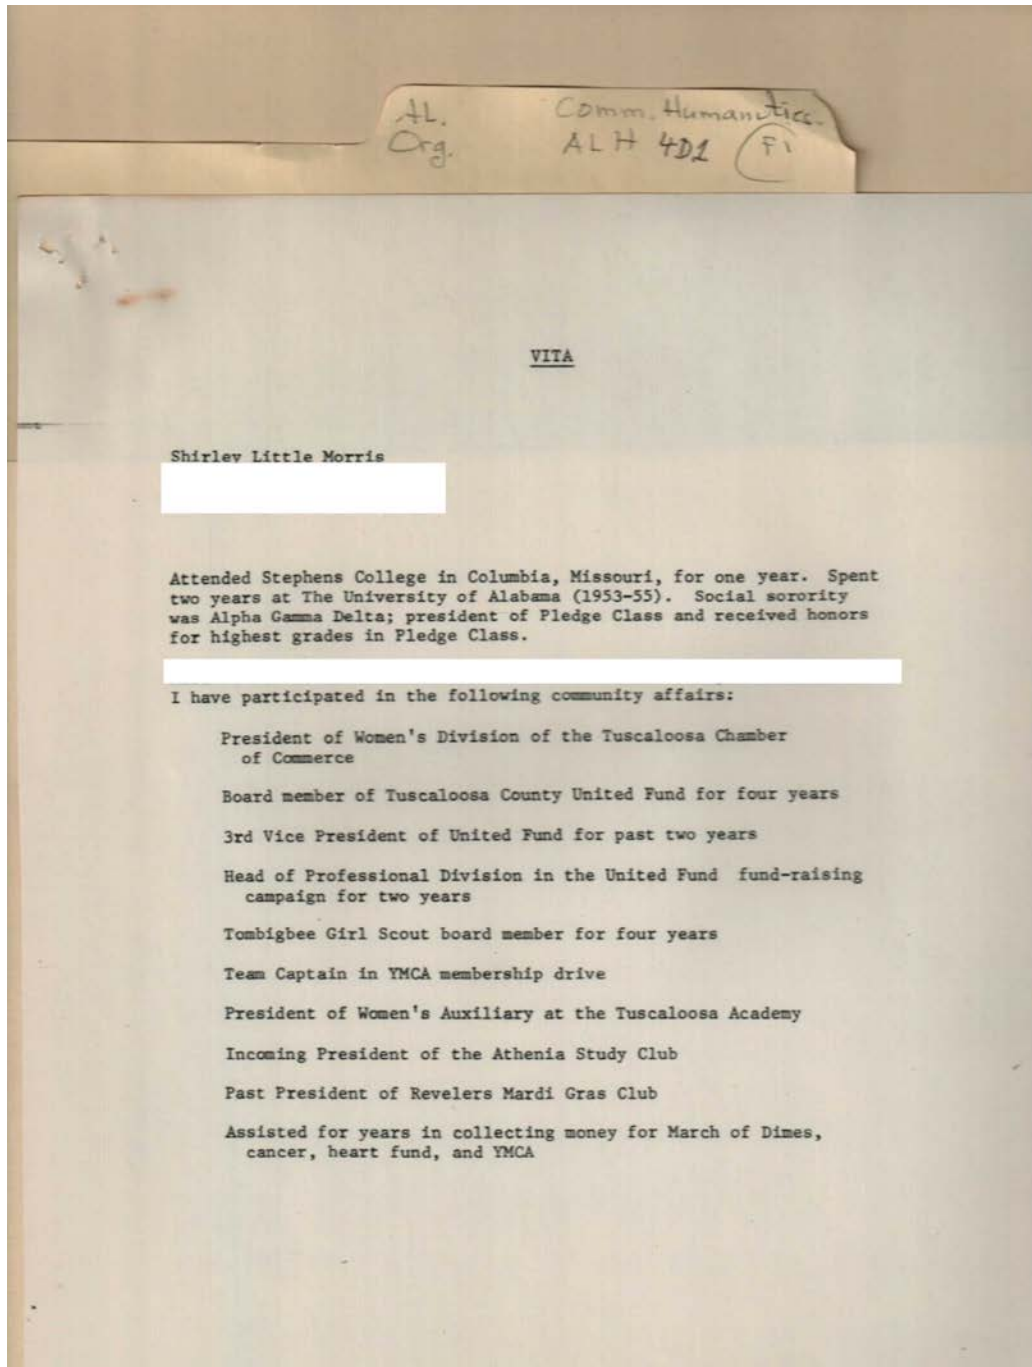 AL. Comm. Humanities.
Org. ALH 4D1 F1
VITA
Shirley Little Morris
Attended Stephens College in Columbia, Missouri, for one year. Spent
two years at The University of Alabama (1953-55). Social sorority
was Alpha Gamma Delta; president of Pledge Class and received honors
for highest grades in Pledge Class.
I have participated in the following community affairs:
President of Women's Division of the Tuscaloosa Chamber
of Commerce
Board member of Tuscaloosa County United Fund for four years
3rd Vice President of United Fund for past two years
Head of Professional Division in the United Fund fund-raising
campaign for two years
Tombigbee Girl Scout board member for four years
Team Captain in YMCA membership drive
President of Women's Auxiliary at the Tuscaloosa Academy
Incoming President of the Athenia Study Club
Past President of Revelers Mardi Gras Club
Assisted for years in collecting money for March of Dimes,
cancer, heart fund, and YMCA